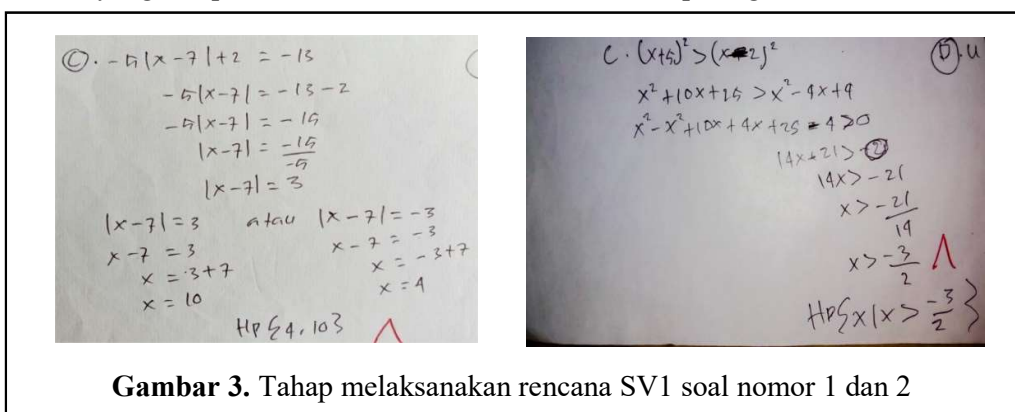 C. -5|x-7|+2 = -13
-5|x-7| = -13-2
-5|x-7| = -15
|x-7| = -15/-5
|x-7| = 3
|x-7| = 3 atau |x-7| = -3
x-7 = 3 x-7 = -3
x = 3+7 x = -3+7
x = 10 x = 4
HP {4, 10}
C. (x+5)² > (x-2)²
D. u
x²+10x+25 > x²-4x+4
x²-x²+10x+4x+25-4>0
14x+21>
14x > -21
x > -21/14
x > -3/2
HP{x|x > -3/2}
Gambar 3. Tahap melaksanakan rencana SV1 soal nomor 1 dan 2